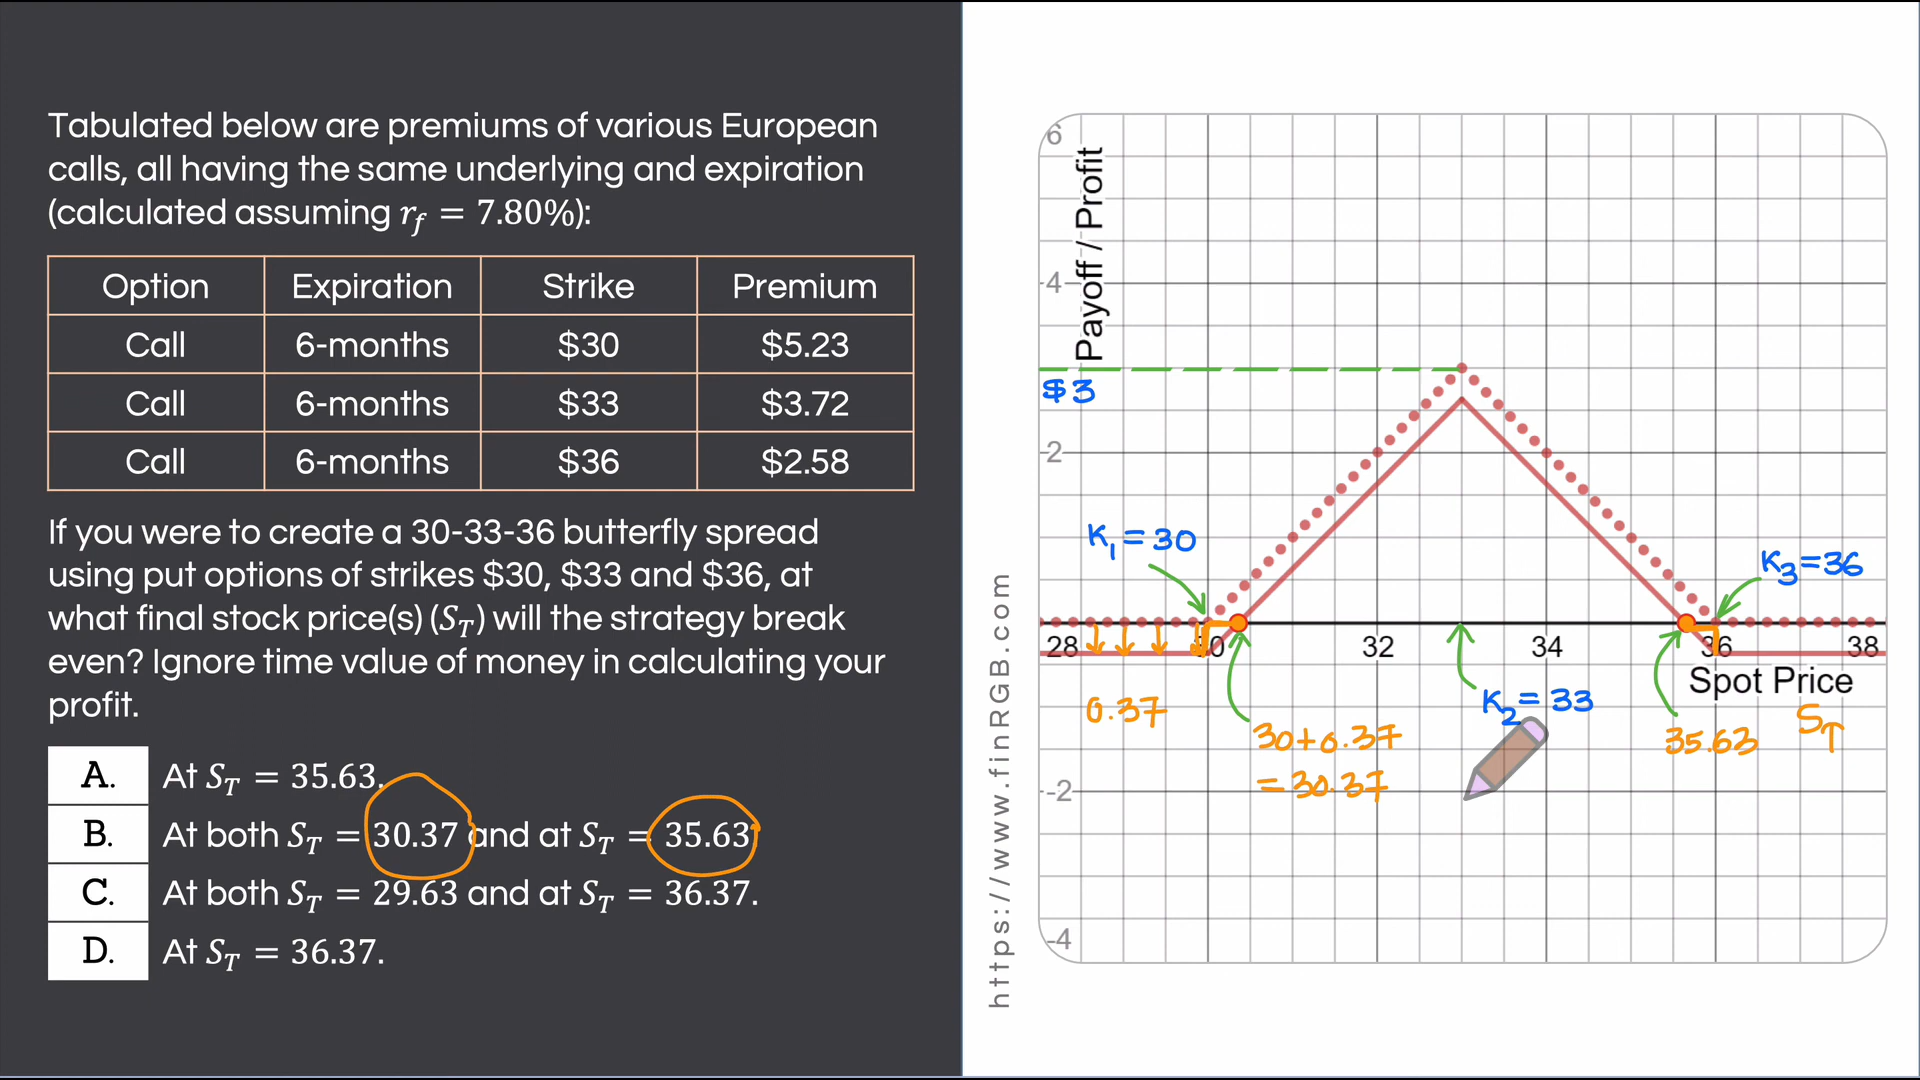 Tabulated below are premiums of various European
calls, all having the same underlying and expiration
(calculated assuming r_f = 7.80%):
Option Expiration Strike Premium
Call 6-months $30 $5.23
Call 6-months $33 $3.72
Call 6-months $36 $2.58
If you were to create a 30-33-36 butterfly spread
using put options of strikes $30, $33 and $36, at
what final stock price(s) (S_T) will the strategy break
even? Ignore time value of money in calculating your
profit.
A. At S_T = 35.63.
B. At both S_T = 30.37 and at S_T = 35.63.
C. At both S_T = 29.63 and at S_T = 36.37.
D. At S_T = 36.37.
https://www.finRGB.com
Payoff / Profit
6
4
$3
2
K_1 = 30
K_3 = 36
28 30 32 34 36 38
Spot Price
S_T
0.37
K_2 = 33
30+0.37
= 30.37
35.63
-2
-4